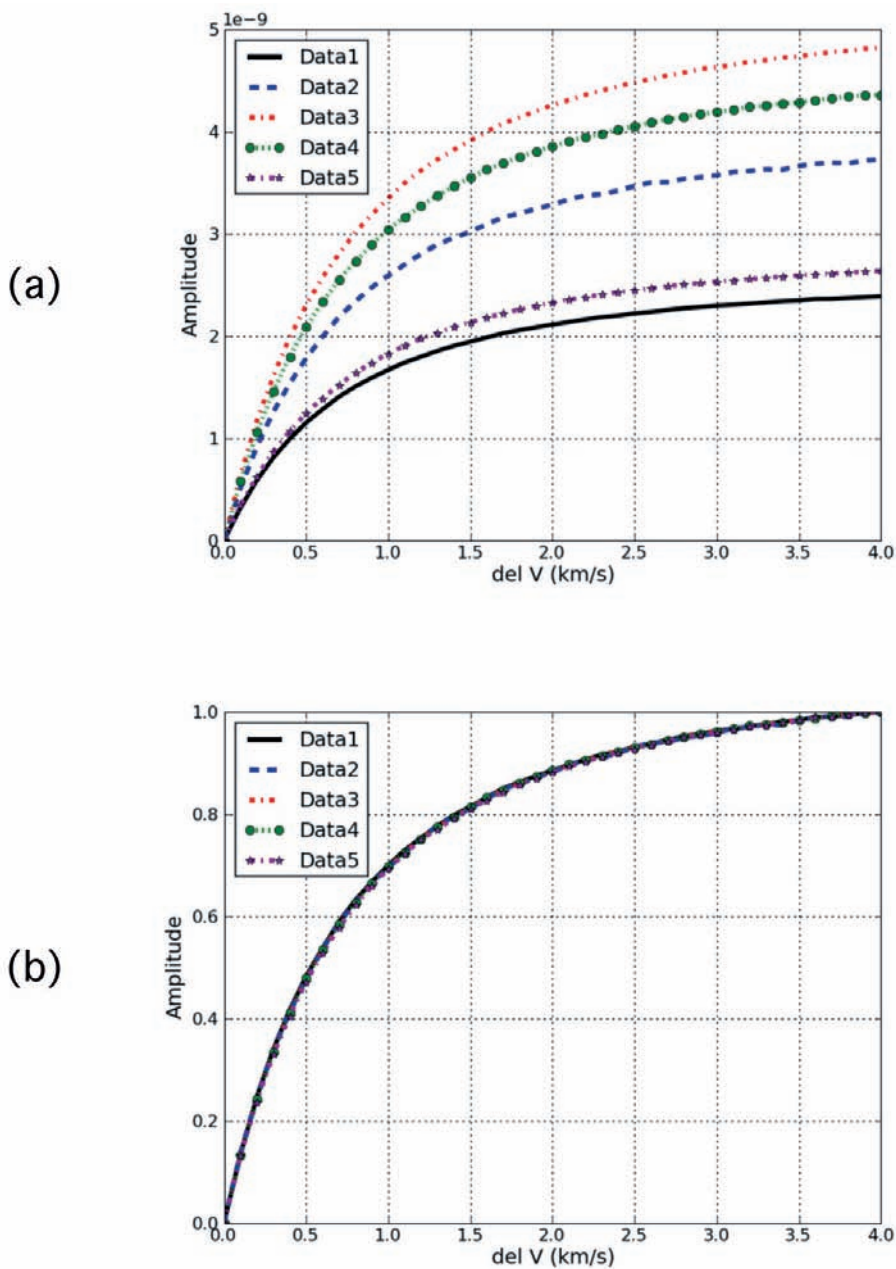 (a)
1e−9
5
4
3
2
1
0
Amplitude
Data1
Data2
Data3
Data4
Data5
0.0 0.5 1.0 1.5 2.0 2.5 3.0 3.5 4.0
del V (km/s)
(b)
1.0
0.8
0.6
0.4
0.2
0.0
Amplitude
Data1
Data2
Data3
Data4
Data5
0.0 0.5 1.0 1.5 2.0 2.5 3.0 3.5 4.0
del V (km/s)